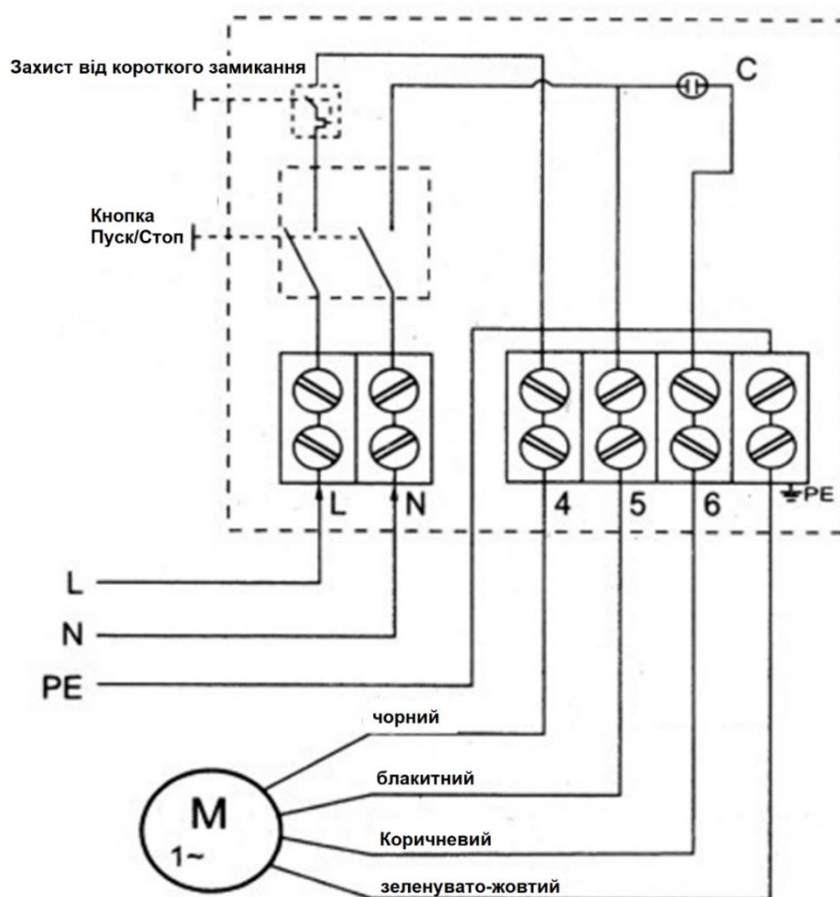 Захист від короткого замикання
C
Кнопка
Пуск/Стоп
L
N
4
5
6
PE
L
N
PE
чорний
блакитний
Коричневий
зеленувато-жовтий
M
1~